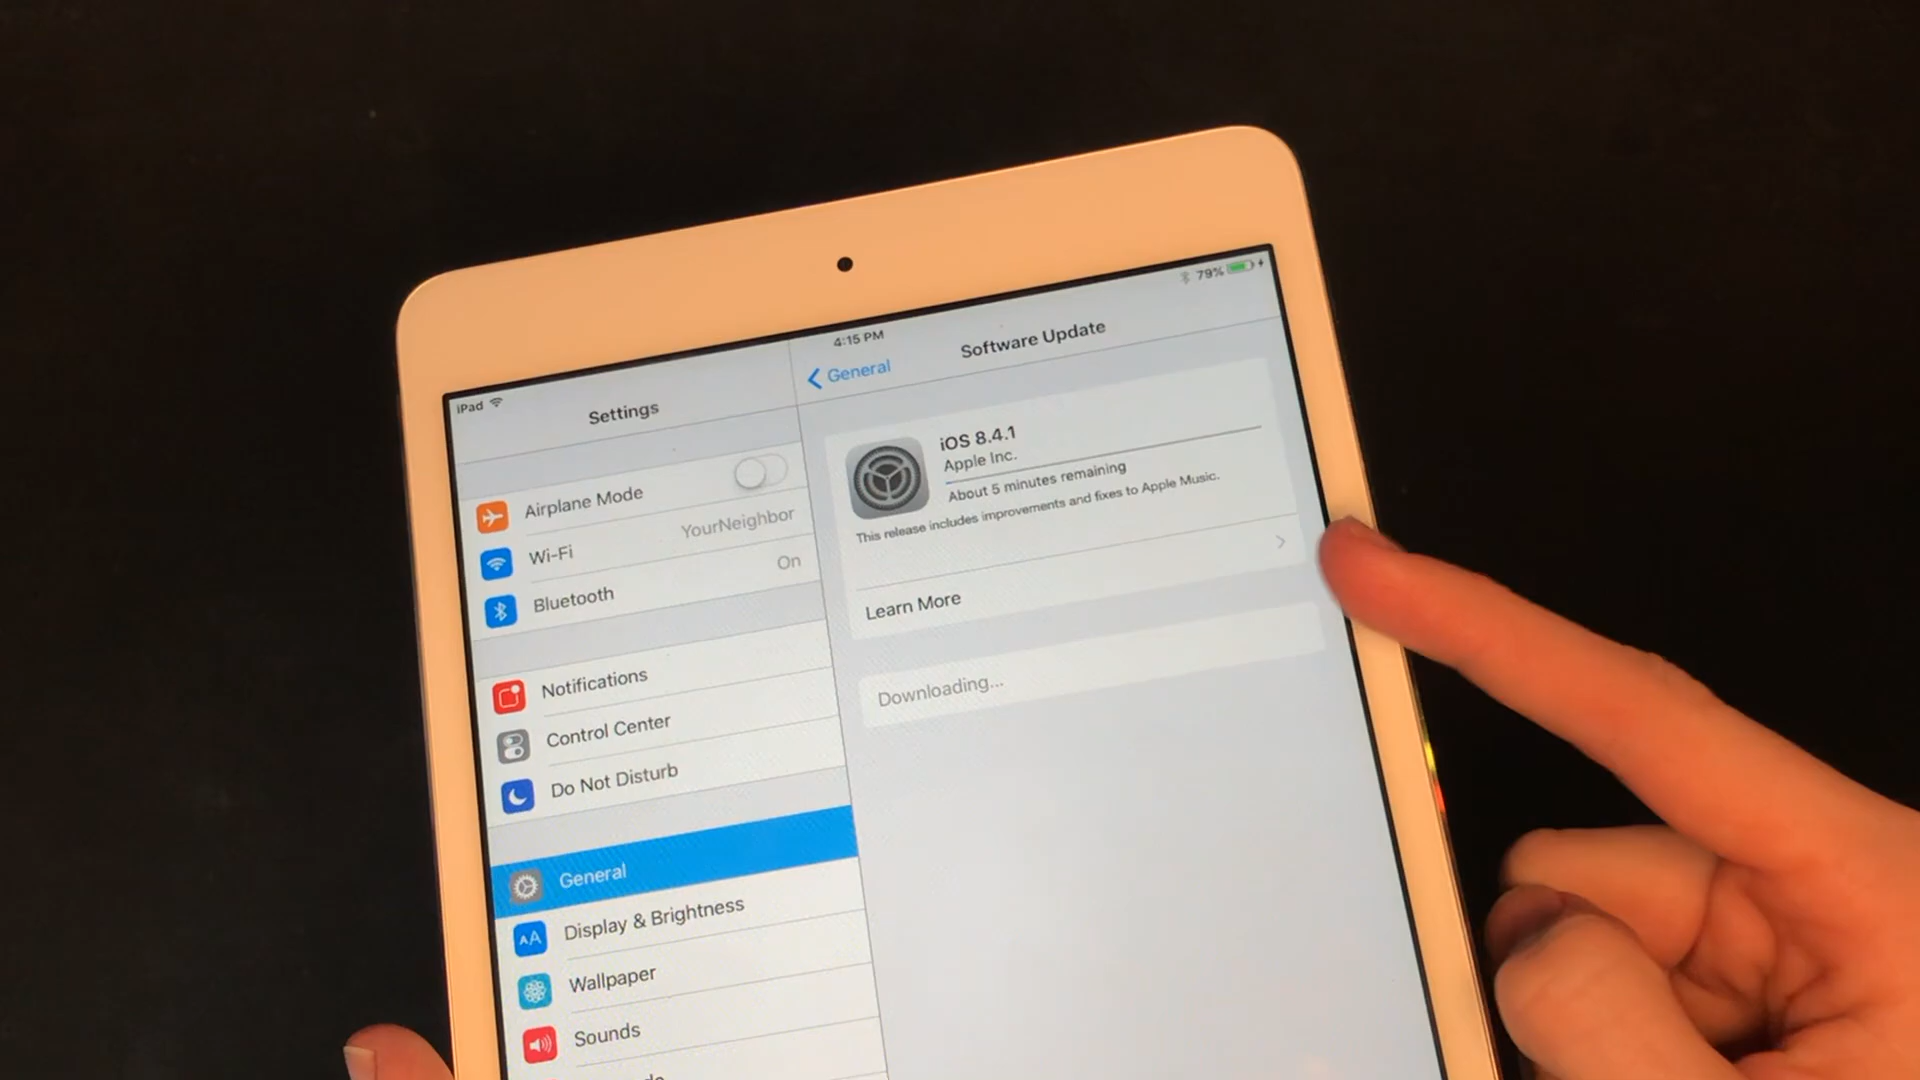 iPad
4:15 PM
79%
Settings
General
Software Update
Airplane Mode
Wi-Fi
YourNeighbor
Bluetooth
On
Notifications
Control Center
Do Not Disturb
General
AA
Display & Brightness
Wallpaper
Sounds
iOS 8.4.1
Apple Inc.
About 5 minutes remaining
This release includes improvements and fixes to Apple Music.
Learn More
Downloading...